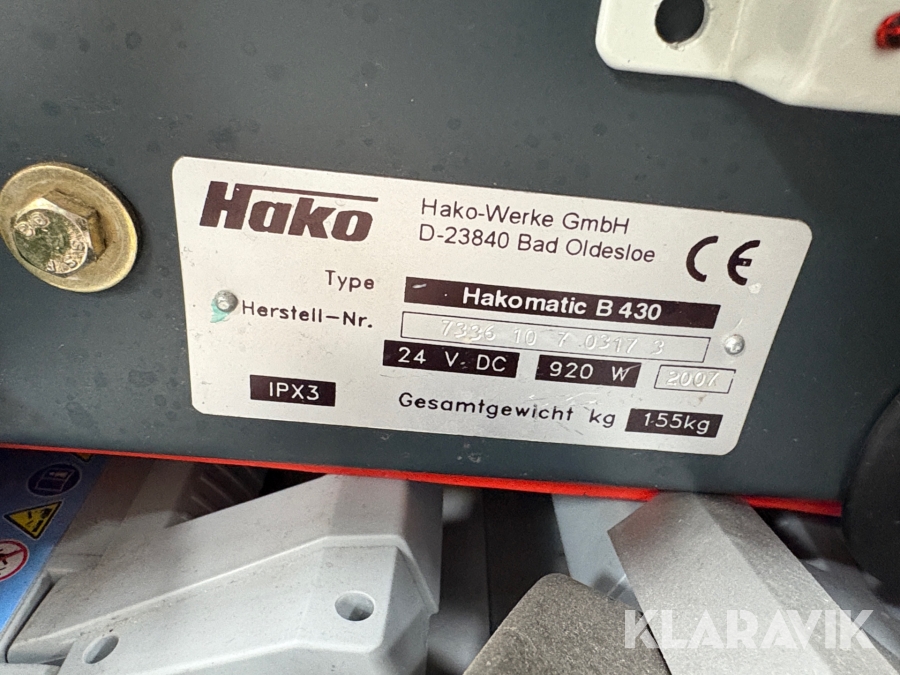 Hako
Hako-Werke GmbH
D-23840 Bad Oldesloe
CE
Type Hakomatic B 430
Herstell-Nr. 7336 10 7 0317 3
24 V. DC 920 W 2007
IPX3
Gesamtgewicht kg 155kg
KLARAVIK